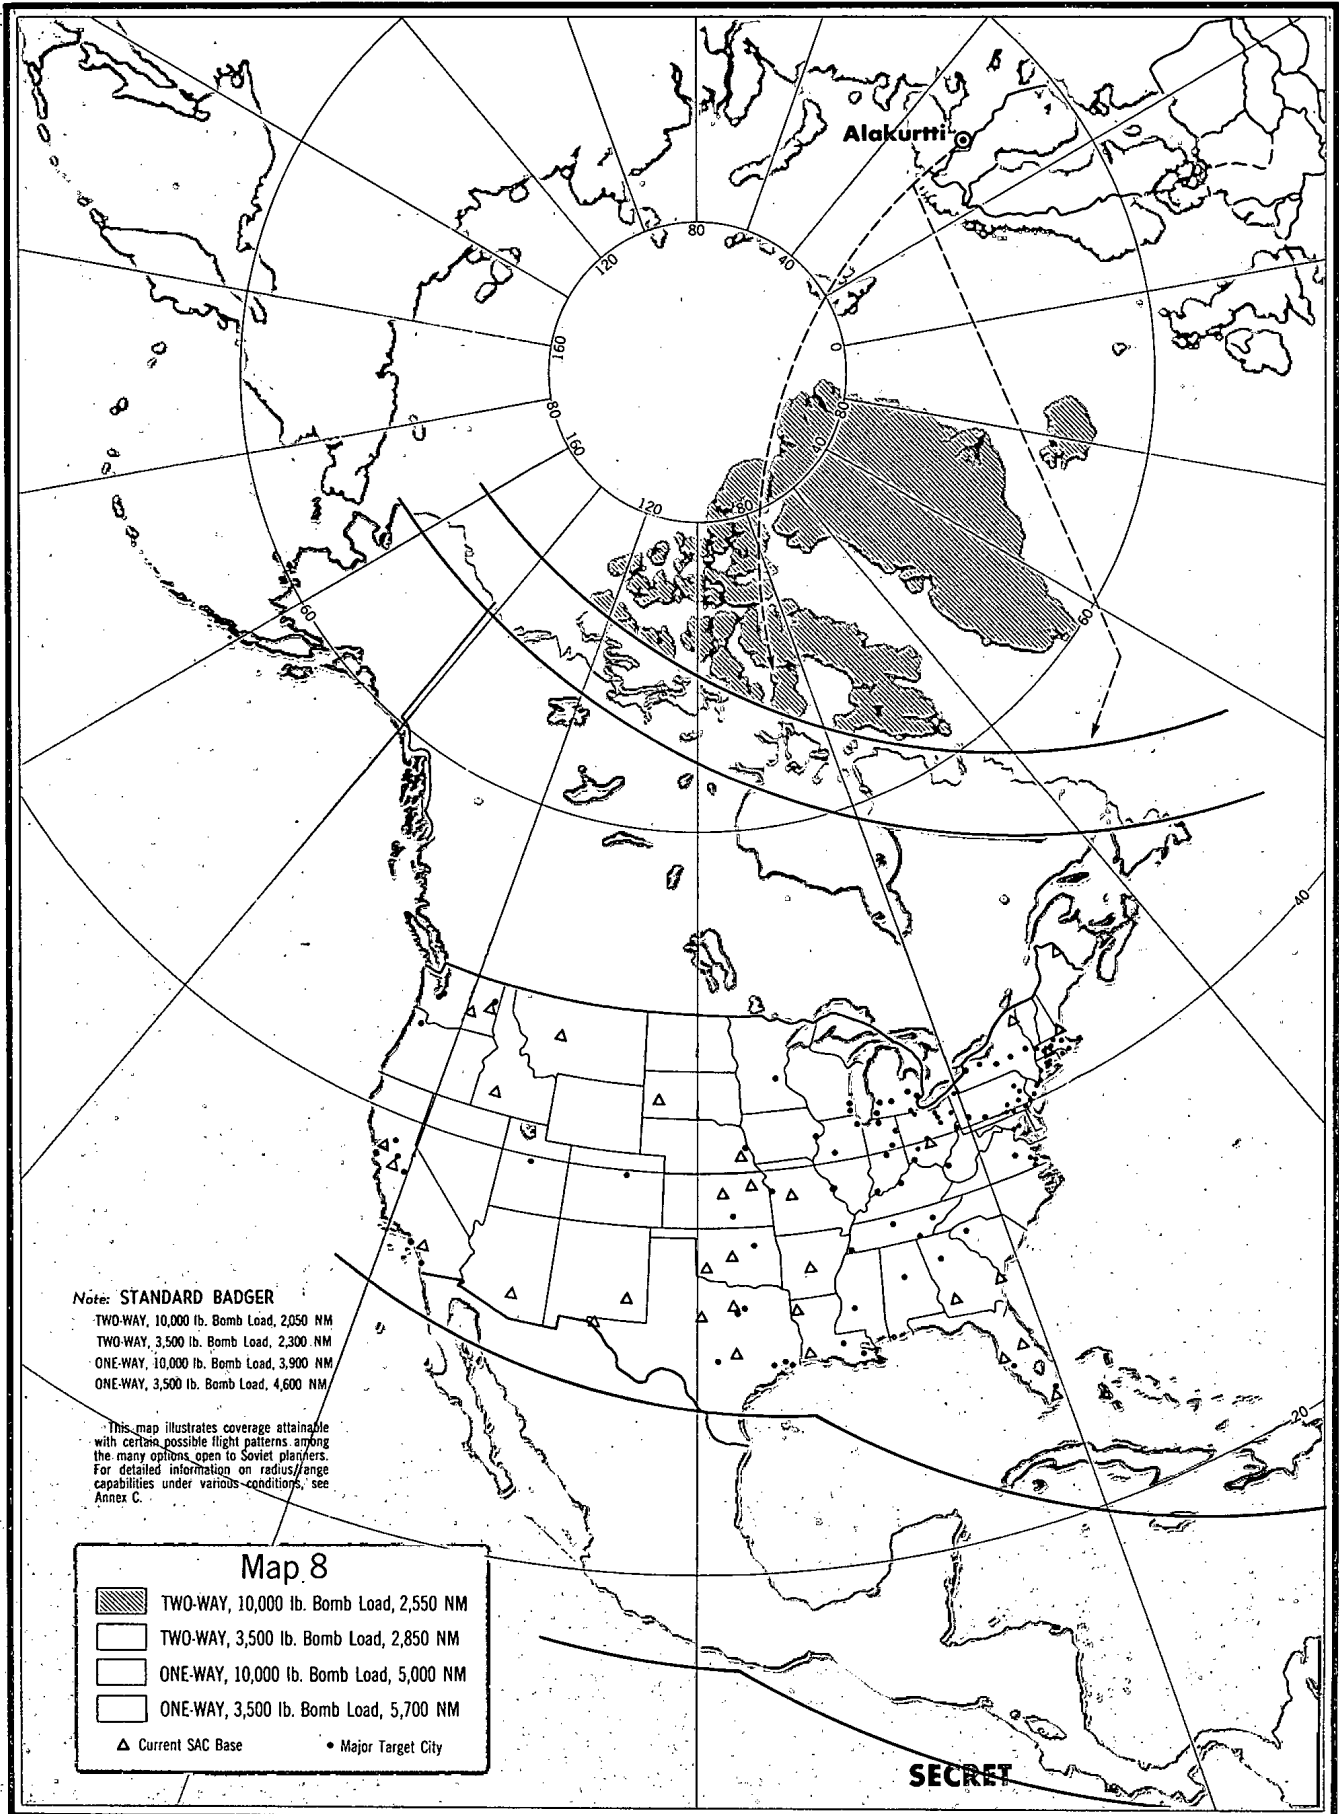 Alakurtti
80
120
40
160
0
80
80
160
40
120
80
60
60
40
20
Note: STANDARD BADGER
TWO-WAY, 10,000 lb. Bomb Load, 2,050 NM
TWO-WAY, 3,500 lb. Bomb Load, 2,300 NM
ONE-WAY, 10,000 lb. Bomb Load, 3,900 NM
ONE-WAY, 3,500 lb. Bomb Load, 4,600 NM
This map illustrates coverage attainable
with certain possible flight patterns among
the many options open to Soviet planners.
For detailed information on radius/range
capabilities under various conditions, see
Annex C.
Map 8
TWO-WAY, 10,000 lb. Bomb Load, 2,550 NM
TWO-WAY, 3,500 lb. Bomb Load, 2,850 NM
ONE-WAY, 10,000 lb. Bomb Load, 5,000 NM
ONE-WAY, 3,500 lb. Bomb Load, 5,700 NM
Current SAC Base
Major Target City
SECRET